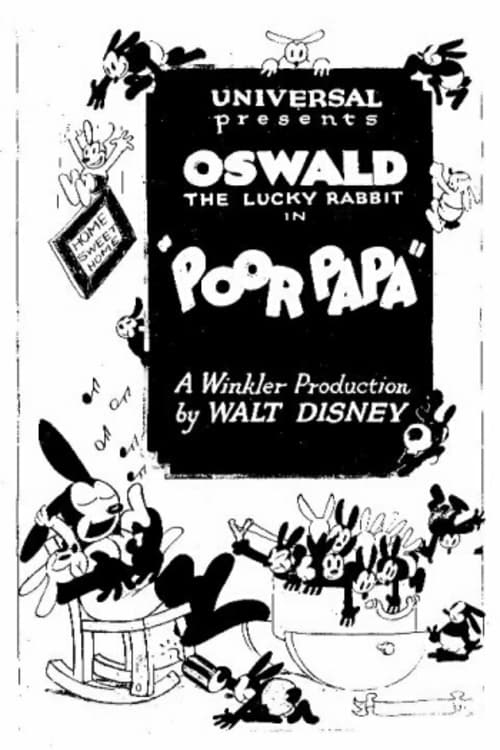 UNIVERSAL
presents
OSWALD
THE LUCKY RABBIT
IN
"POOR PAPA"
A Winkler Production
by WALT DISNEY
HOME
SWEET
HOME